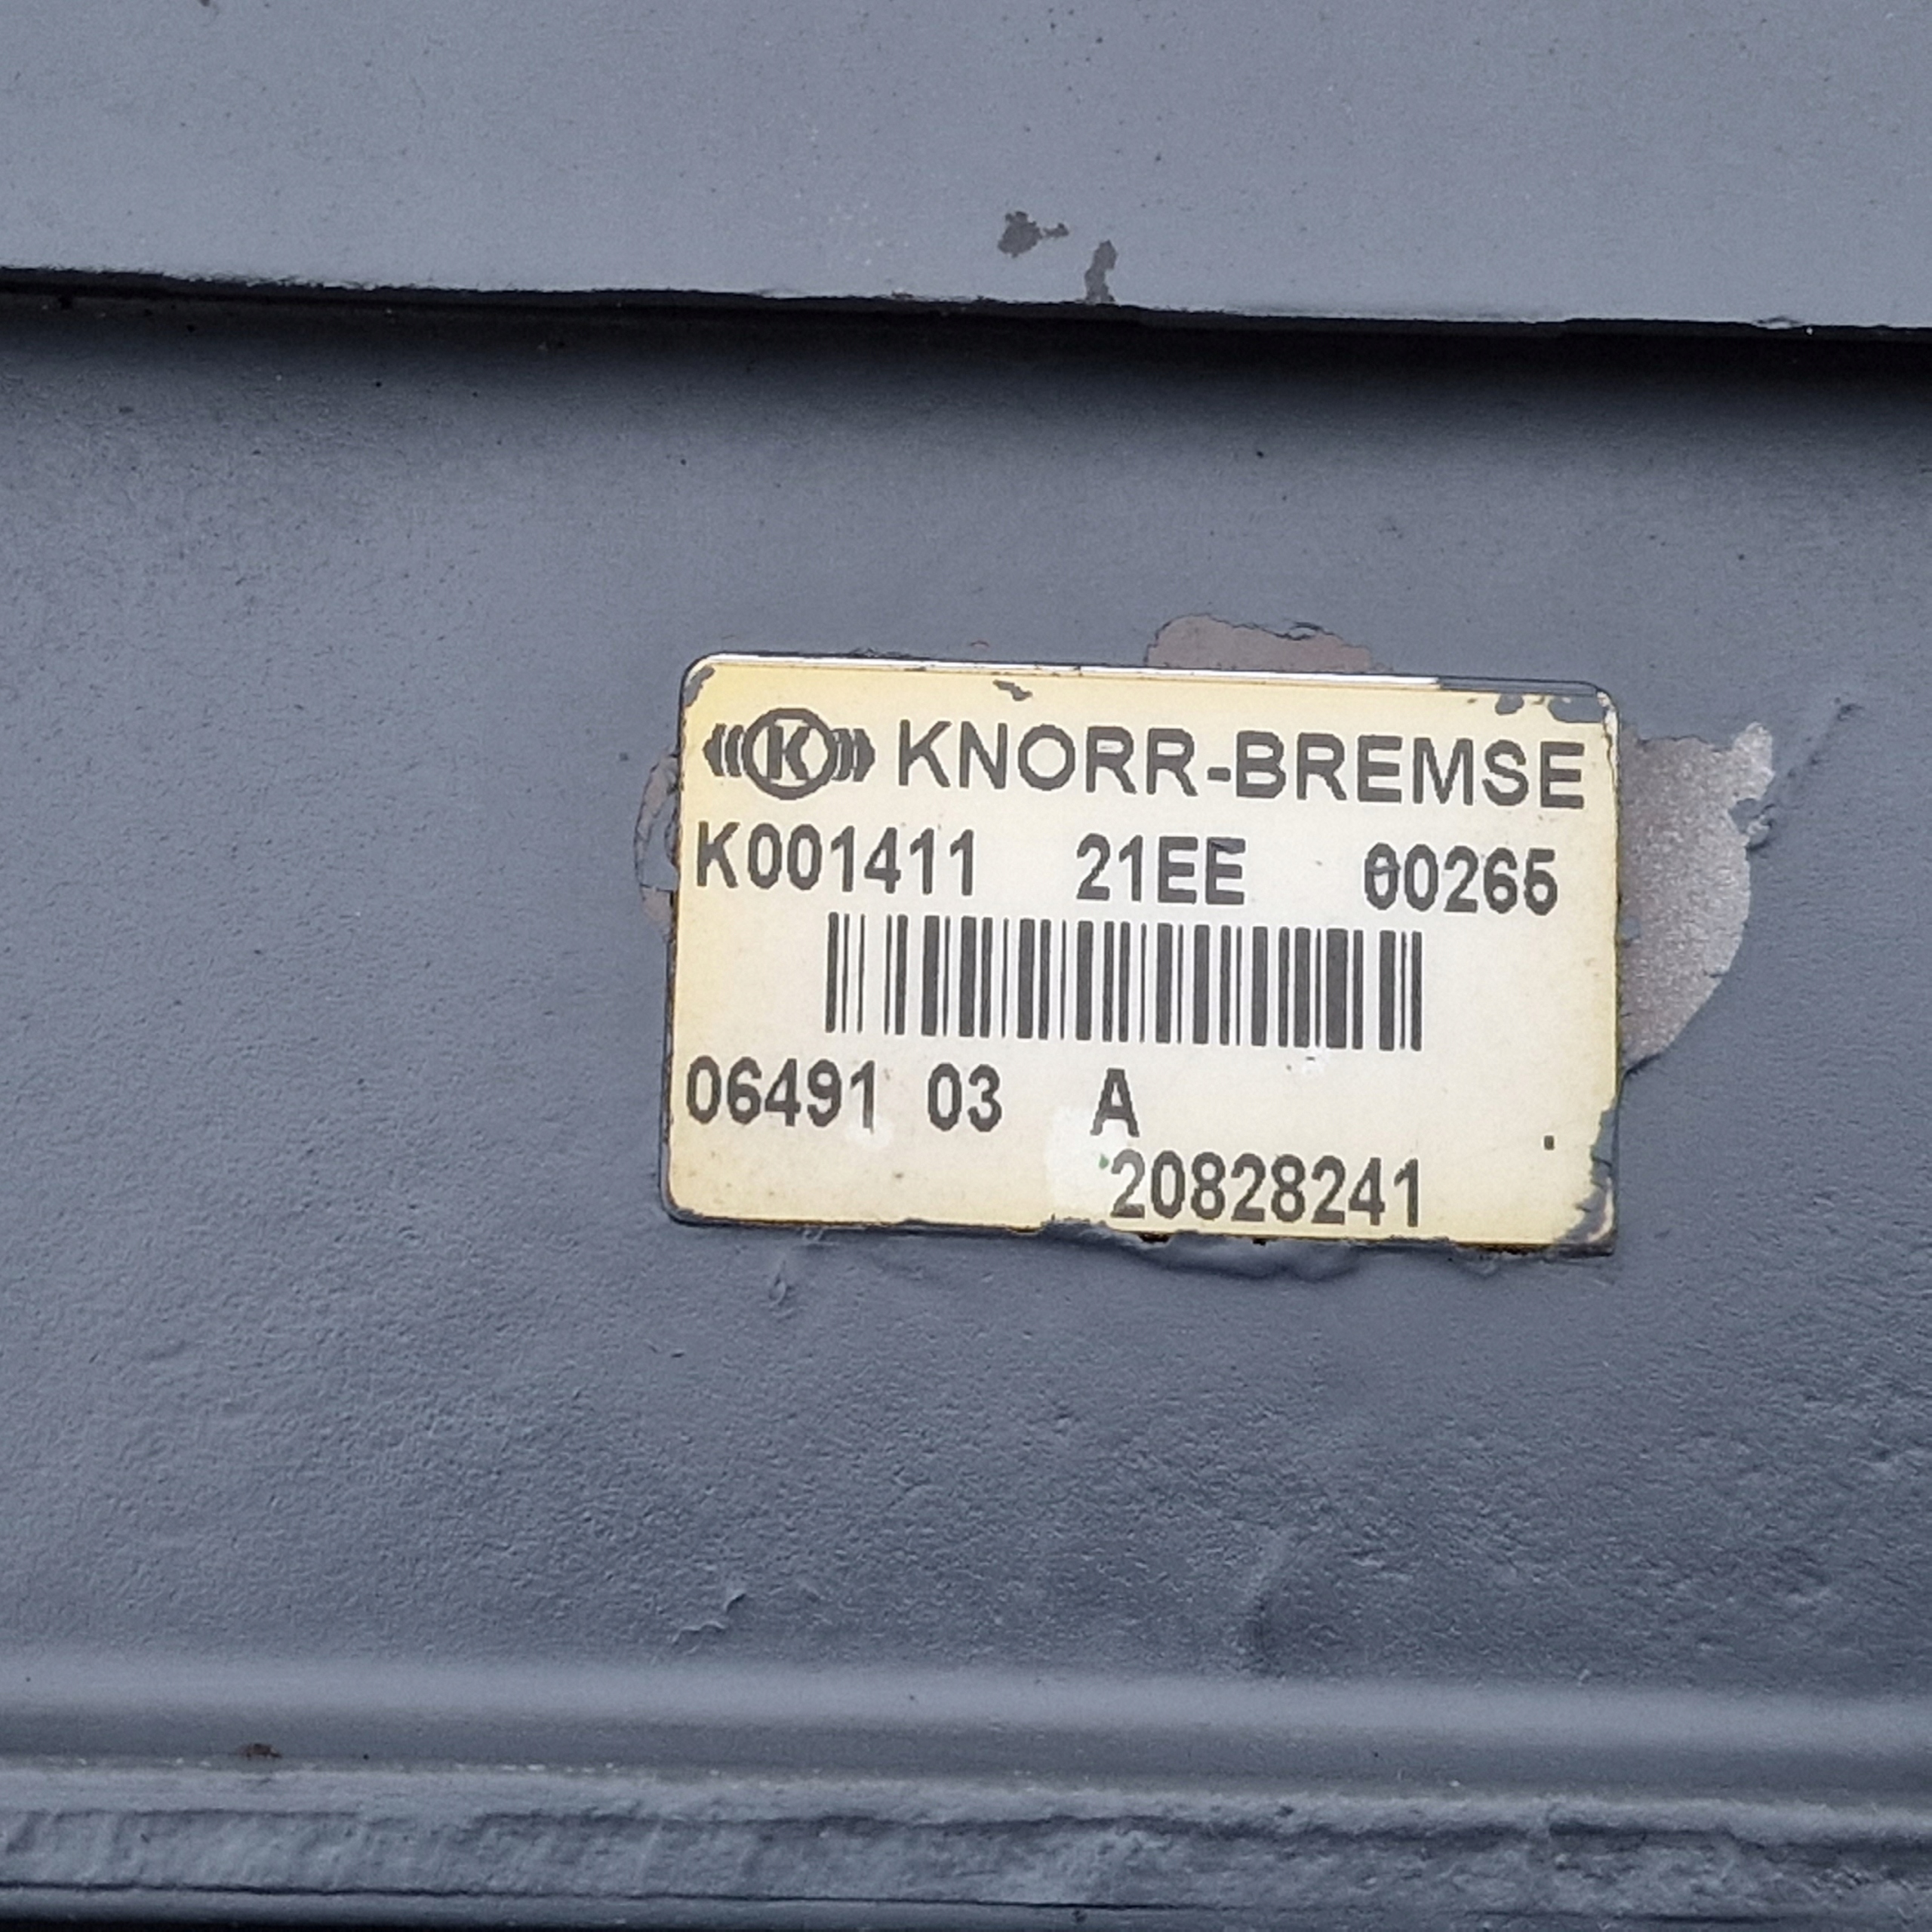 K KNORR-BREMSE
K001411 21EE 00265
06491 03 A
20828241